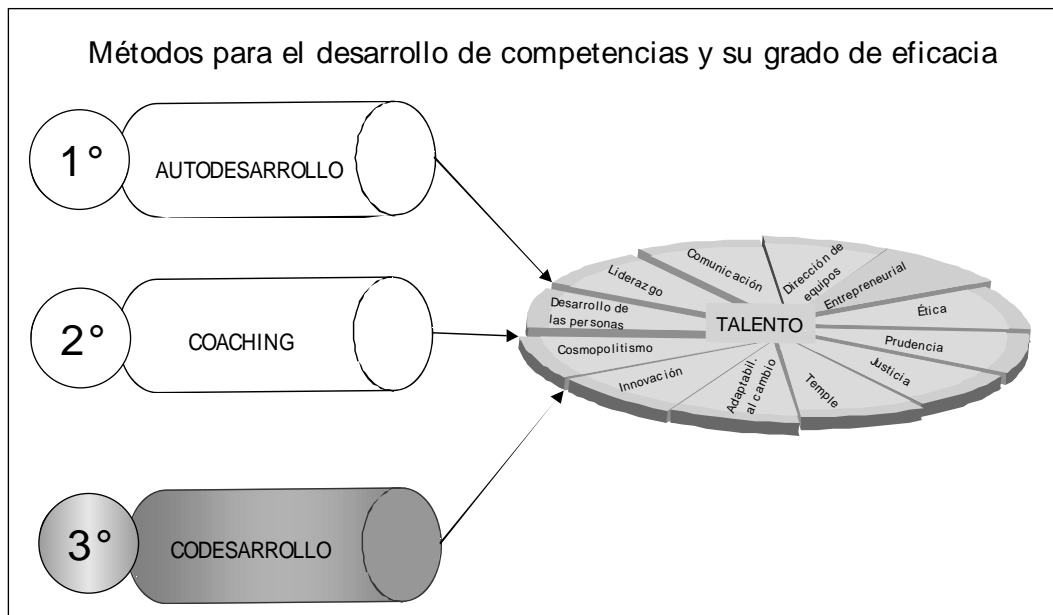 Métodos para el desarrollo de competencias y su grado de eficacia
1°
AUTODESARROLLO
2°
COACHING
3°
CODESARROLLO
Comunicación
Dirección de
equipos
Entrepreneurial
Liderazgo
Ética
Desarrollo de
las personas
TALENTO
Prudencia
Cosmopolitismo
Justicia
Innovación
Adaptabil.
al cambio
Temple